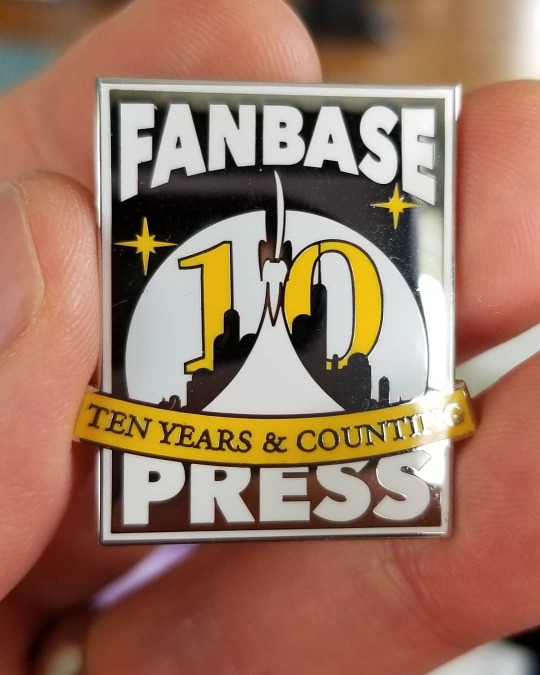 FANBASE
10
TEN YEARS & COUNTING
PRESS